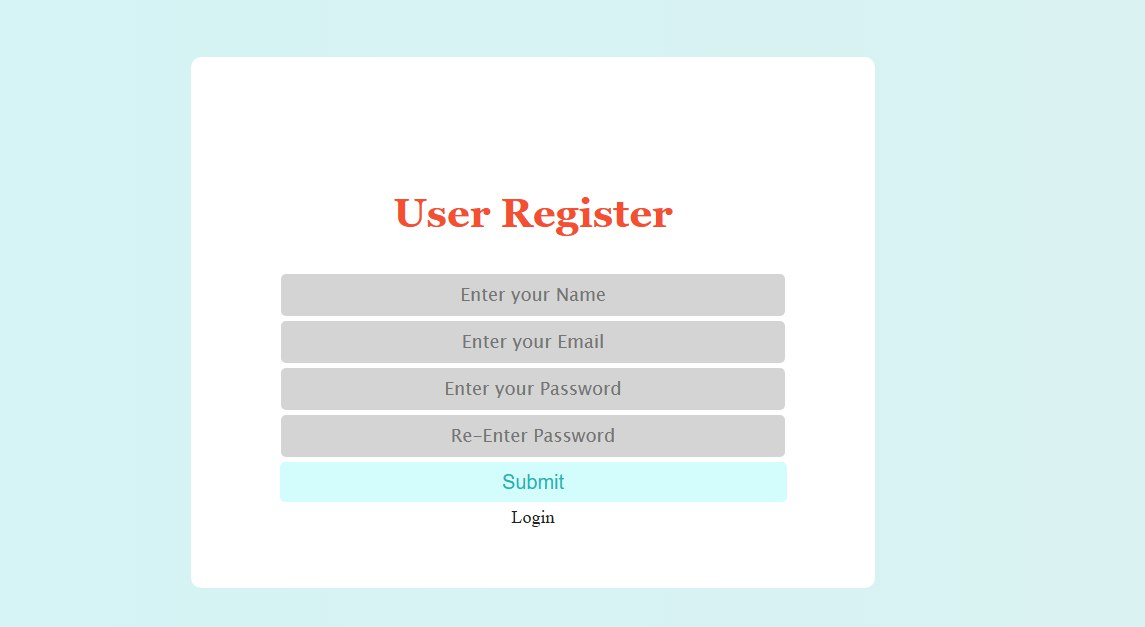 User Register
Enter your Name
Enter your Email
Enter your Password
Re-Enter Password
Submit
Login